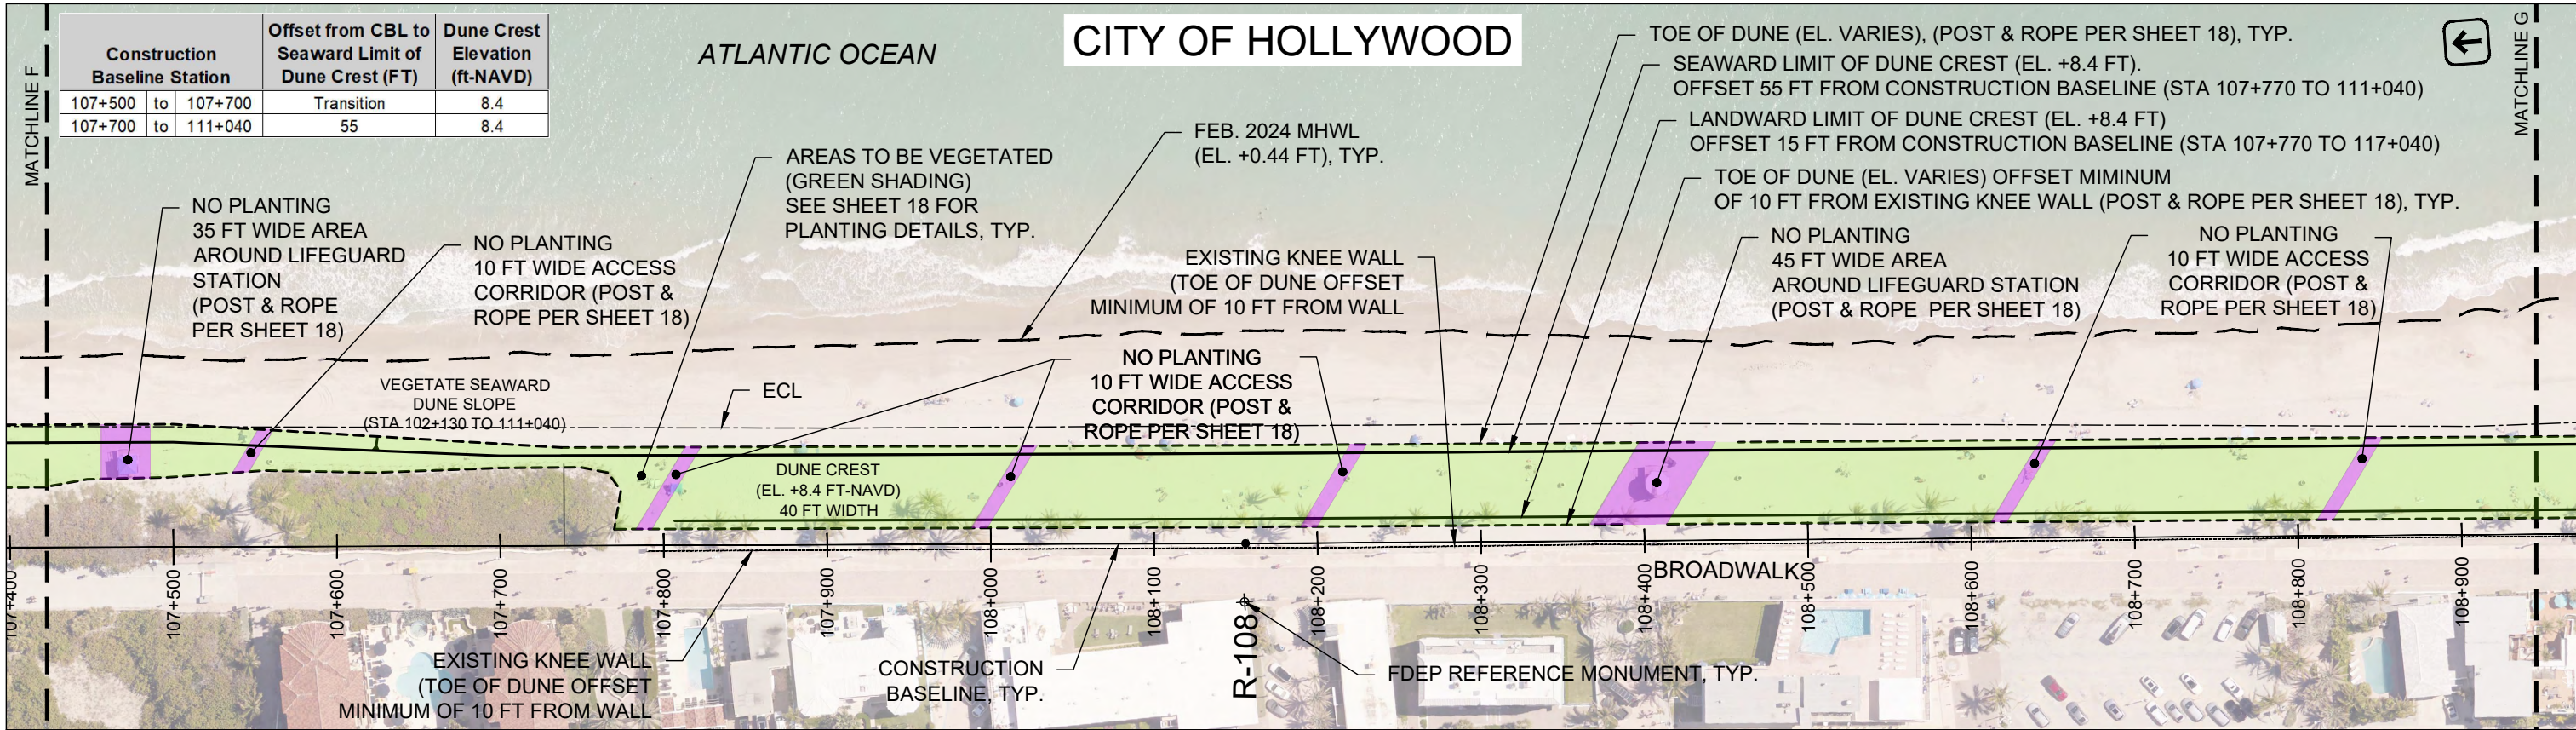 CITY OF HOLLYWOOD
ATLANTIC OCEAN
MATCHLINE F
MATCHLINE G
Construction Baseline Station | Offset from CBL to Seaward Limit of Dune Crest (FT) | Dune Crest Elevation (ft-NAVD)
107+500 to 107+700 Transition 8.4
107+700 to 111+040 55 8.4
NO PLANTING
35 FT WIDE AREA
AROUND LIFEGUARD
STATION
(POST & ROPE
PER SHEET 18)
NO PLANTING
10 FT WIDE ACCESS
CORRIDOR (POST &
ROPE PER SHEET 18)
AREAS TO BE VEGETATED
(GREEN SHADING)
SEE SHEET 18 FOR
PLANTING DETAILS, TYP.
FEB. 2024 MHWL
(EL. +0.44 FT), TYP.
EXISTING KNEE WALL
(TOE OF DUNE OFFSET
MINIMUM OF 10 FT FROM WALL
TOE OF DUNE (EL. VARIES), (POST & ROPE PER SHEET 18), TYP.
SEAWARD LIMIT OF DUNE CREST (EL. +8.4 FT).
OFFSET 55 FT FROM CONSTRUCTION BASELINE (STA 107+770 TO 111+040)
LANDWARD LIMIT OF DUNE CREST (EL. +8.4 FT)
OFFSET 15 FT FROM CONSTRUCTION BASELINE (STA 107+770 TO 117+040)
TOE OF DUNE (EL. VARIES) OFFSET MIMINUM
OF 10 FT FROM EXISTING KNEE WALL (POST & ROPE PER SHEET 18), TYP.
NO PLANTING
45 FT WIDE AREA
AROUND LIFEGUARD STATION
(POST & ROPE PER SHEET 18)
NO PLANTING
10 FT WIDE ACCESS
CORRIDOR (POST &
ROPE PER SHEET 18)
VEGETATE SEAWARD
DUNE SLOPE
(STA 102+130 TO 111+040)
ECL
NO PLANTING
10 FT WIDE ACCESS
CORRIDOR (POST &
ROPE PER SHEET 18)
DUNE CREST
(EL. +8.4 FT-NAVD)
40 FT WIDTH
107+400
107+500
107+600
107+700
107+800
107+900
108+000
108+100
108+200
108+300
108+400
108+500
108+600
108+700
108+800
108+900
BROADWALK
R-108
EXISTING KNEE WALL
(TOE OF DUNE OFFSET
MINIMUM OF 10 FT FROM WALL
CONSTRUCTION
BASELINE, TYP.
FDEP REFERENCE MONUMENT, TYP.